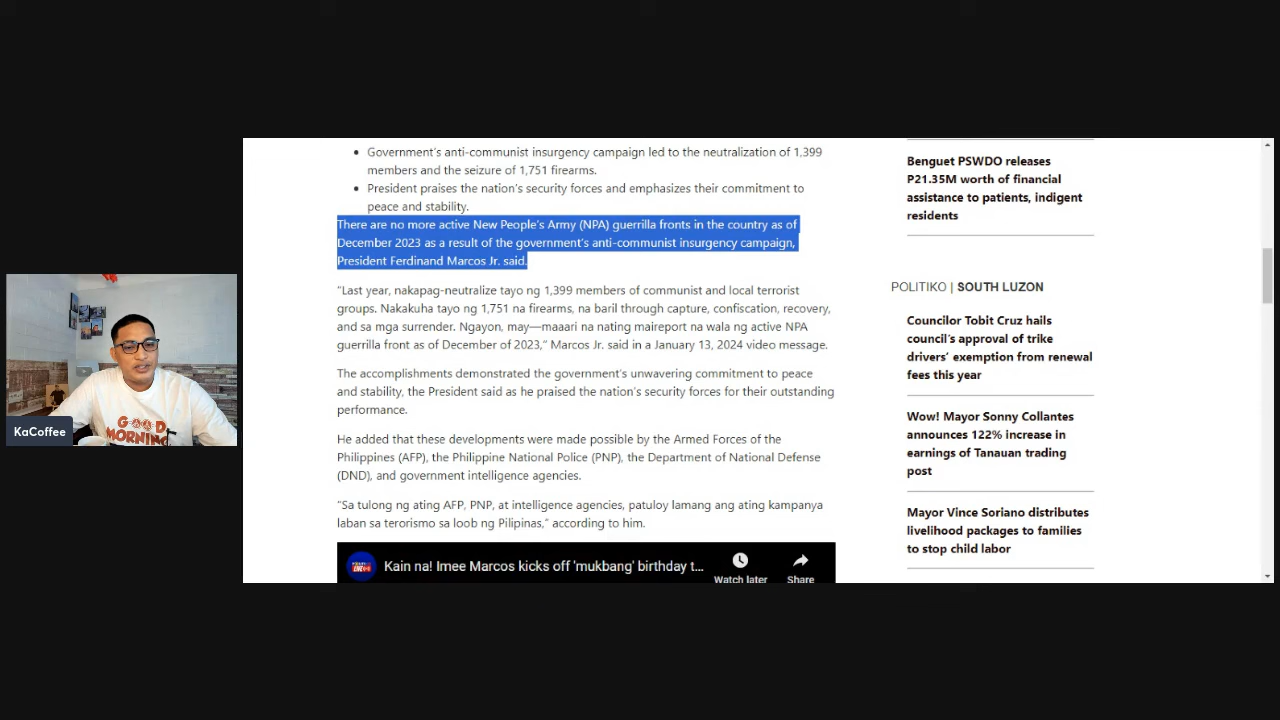 Government's anti-communist insurgency campaign led to the neutralization of 1,399
members and the seizure of 1,751 firearms.
President praises the nation's security forces and emphasizes their commitment to
peace and stability.
There are no more active New People's Army (NPA) guerrilla fronts in the country as of
December 2023 as a result of the government's anti-communist insurgency campaign,
President Ferdinand Marcos Jr. said.
"Last year, nakapag-neutralize tayo ng 1,399 members of communist and local terrorist
groups. Nakakuha tayo ng 1,751 na firearms, na baril through capture, confiscation, recovery,
and sa mga surrender. Ngayon, may—maaari na nating maireport na wala ng active NPA
guerrilla front as of December of 2023," Marcos Jr. said in a January 13, 2024 video message.
The accomplishments demonstrated the government's unwavering commitment to peace
and stability, the President said as he praised the nation's security forces for their outstanding
performance.
He added that these developments were made possible by the Armed Forces of the
Philippines (AFP), the Philippine National Police (PNP), the Department of National Defense
(DND), and government intelligence agencies.
"Sa tulong ng ating AFP, PNP, at intelligence agencies, patuloy lamang ang ating kampanya
laban sa terorismo sa loob ng Pilipinas," according to him.
Kain na! Imee Marcos kicks off 'mukbang' birthday t...
Watch later
Share
Benguet PSWDO releases
P21.35M worth of financial
assistance to patients, indigent
residents
POLITIKO | SOUTH LUZON
Councilor Tobit Cruz hails
council's approval of trike
drivers' exemption from renewal
fees this year
Wow! Mayor Sonny Collantes
announces 122% increase in
earnings of Tanauan trading
post
Mayor Vince Soriano distributes
livelihood packages to families
to stop child labor
GOOD
MORNING
KaCoffee